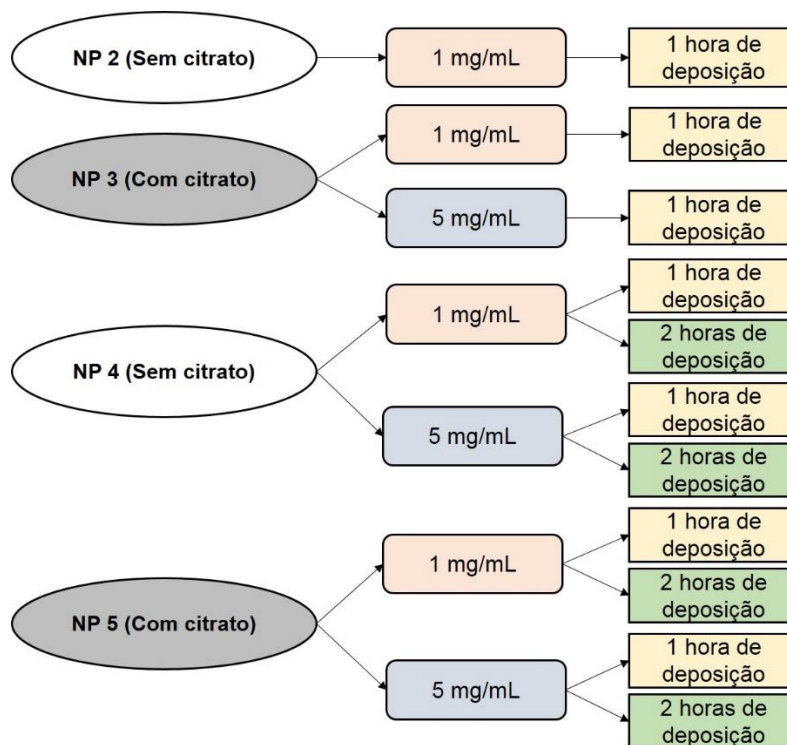 NP 2 (Sem citrato)
1 mg/mL
1 hora de
deposição
NP 3 (Com citrato)
1 mg/mL
1 hora de
deposição
5 mg/mL
1 hora de
deposição
NP 4 (Sem citrato)
1 mg/mL
1 hora de
deposição
2 horas de
deposição
5 mg/mL
1 hora de
deposição
2 horas de
deposição
NP 5 (Com citrato)
1 mg/mL
1 hora de
deposição
2 horas de
deposição
5 mg/mL
1 hora de
deposição
2 horas de
deposição